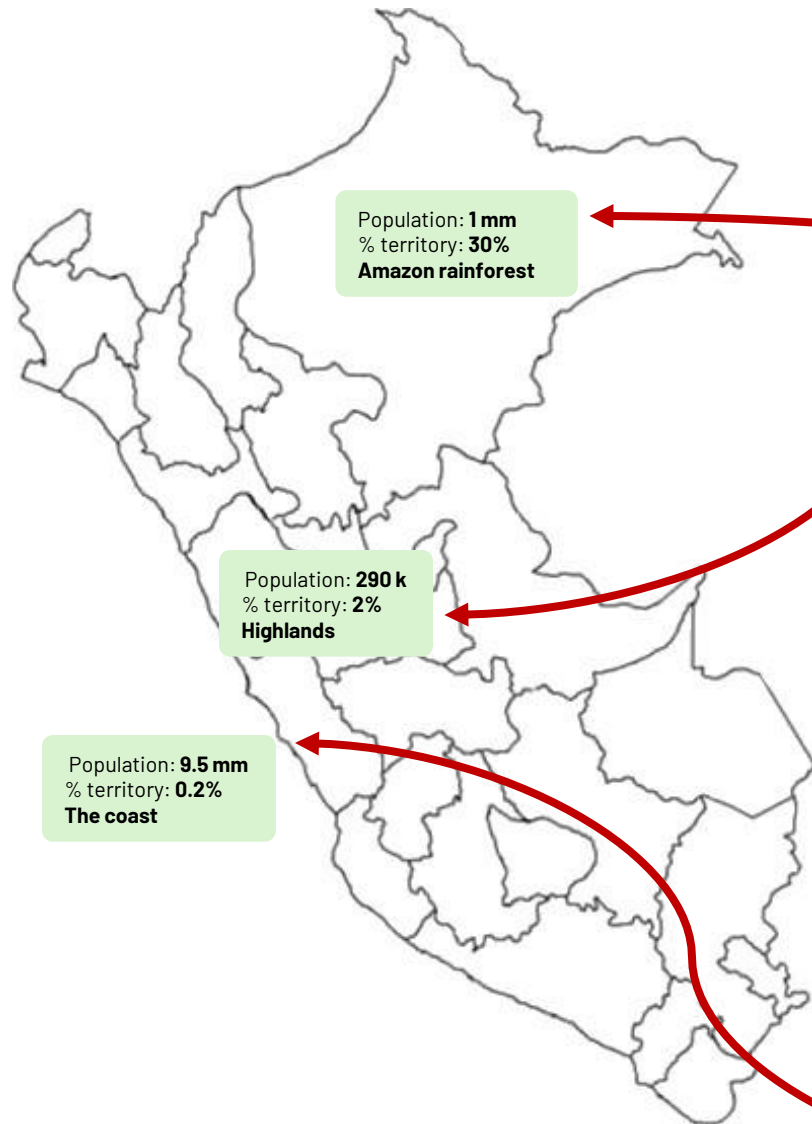 Population: 1 mm
% territory: 30%
Amazon rainforest
Population: 290 k
% territory: 2%
Highlands
Population: 9.5 mm
% territory: 0.2%
The coast